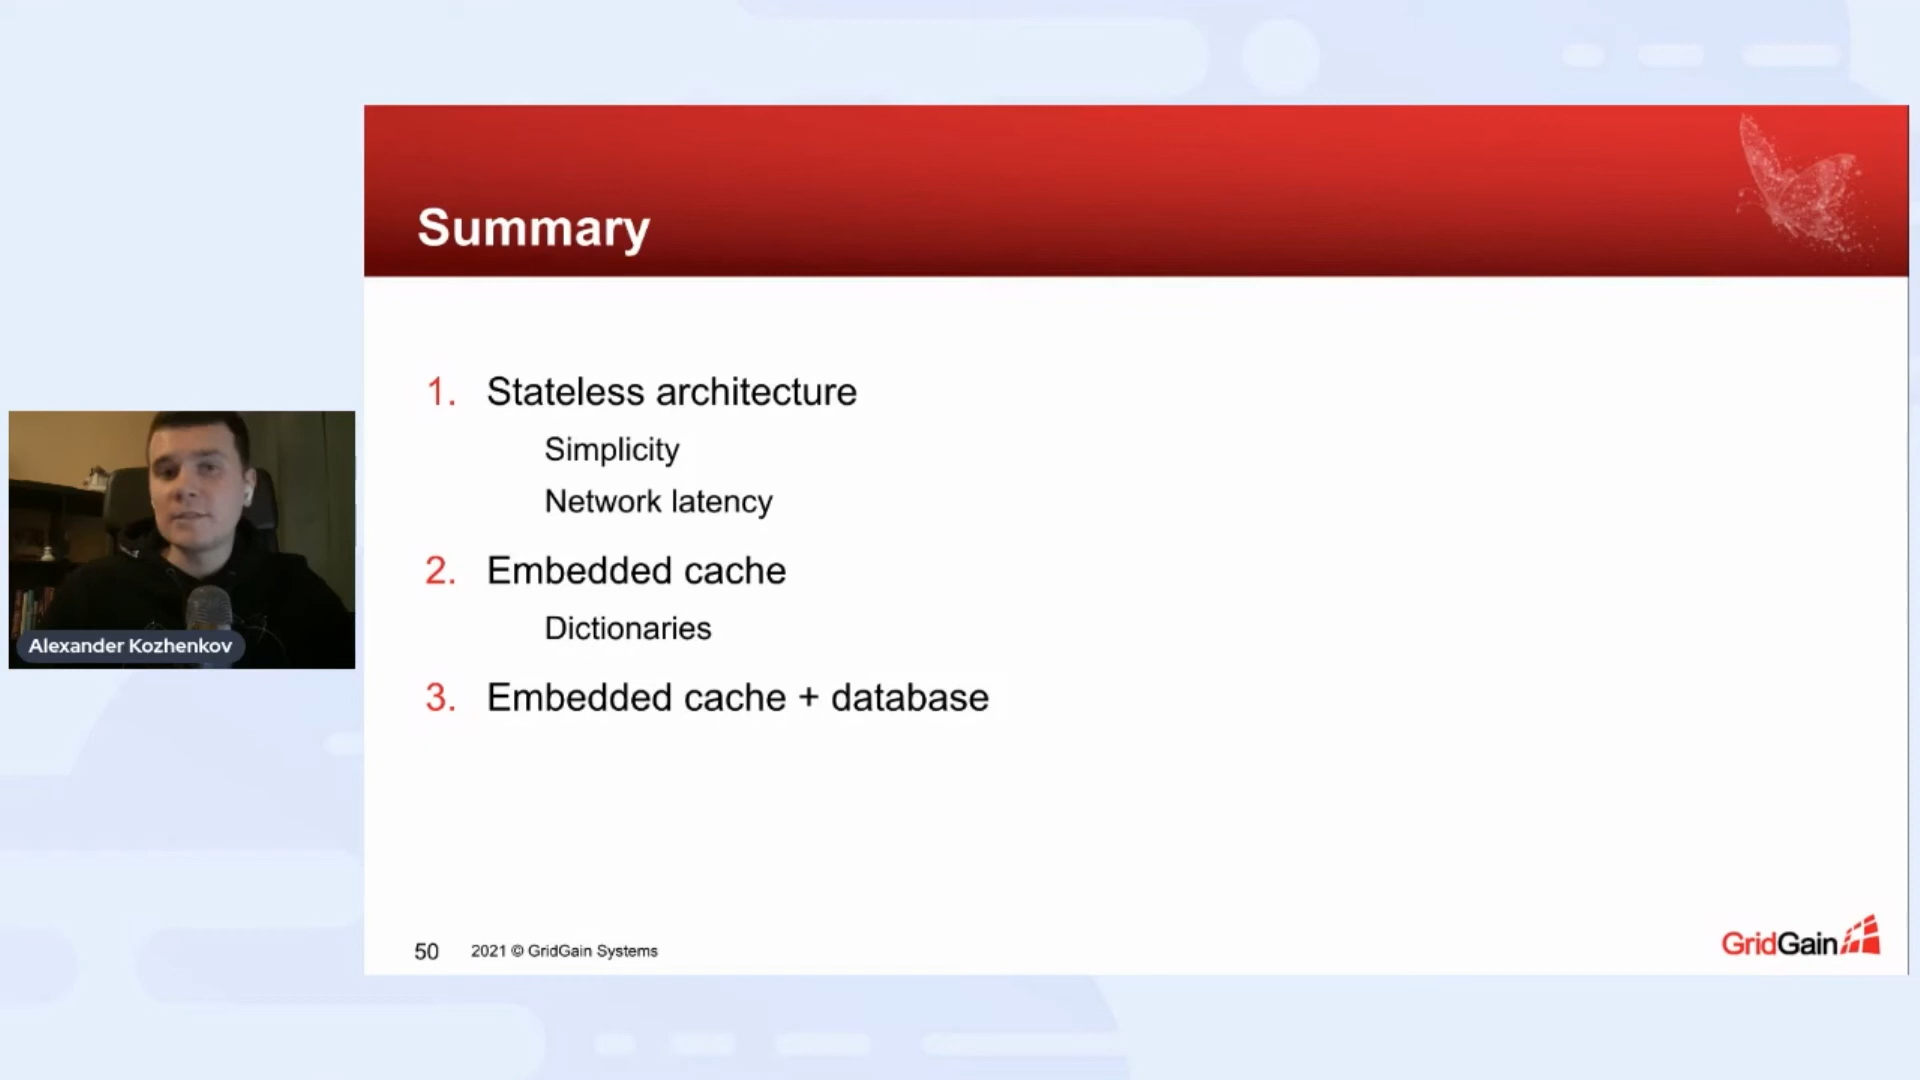 Summary
1. Stateless architecture
Simplicity
Network latency
2. Embedded cache
Dictionaries
3. Embedded cache + database
Alexander Kozhenkov
50 2021 © GridGain Systems
GridGain